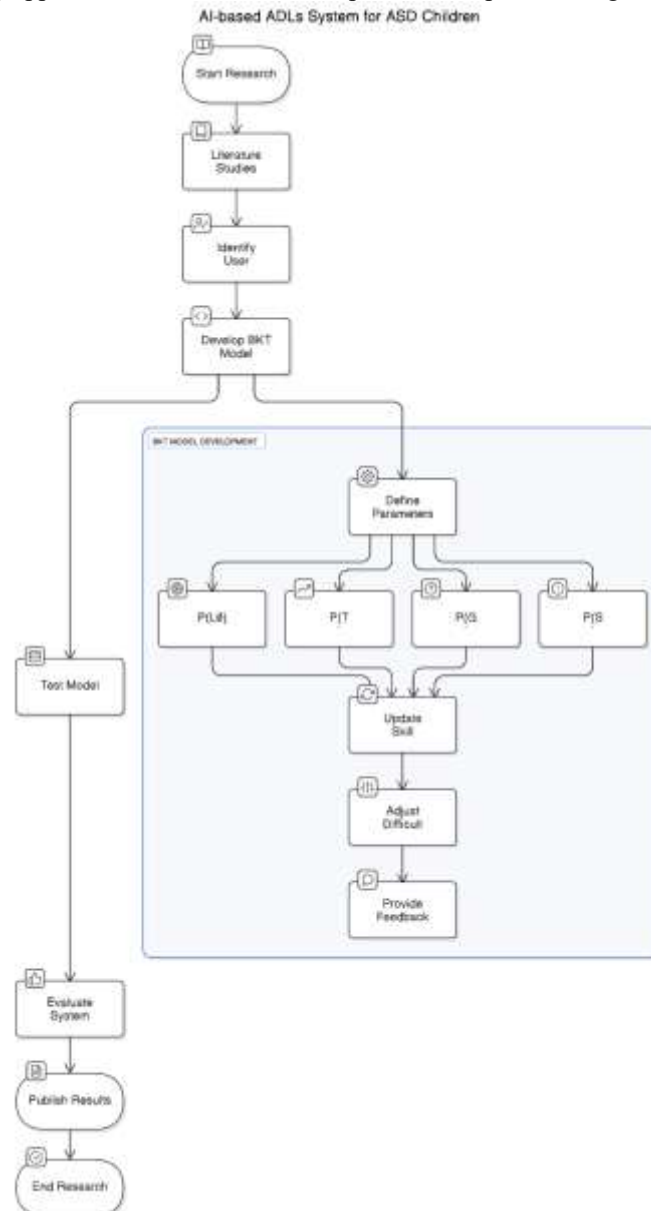 AI-based ADLs System for ASD Children
Start Research
Literature
Studies
Identify
User
Develop BKT
Model
BKT MODEL DEVELOPMENT
Define
Parameters
P(L#)
P(T
P(G
P(S
Test Model
Update
Skill
Adjust
Difficult
Provide
Feedback
Evaluate
System
Publish Results
End Research